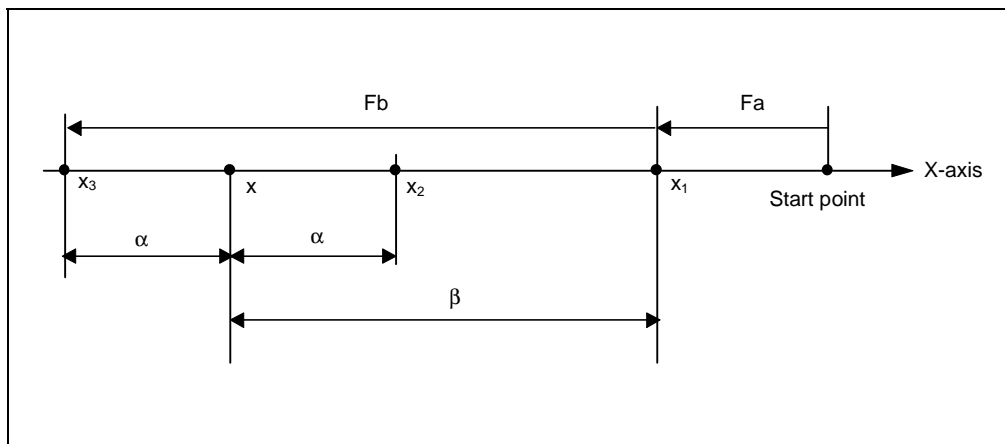 Fb
Fa
x₃
x
x₂
x₁
X-axis
Start point
α
α
β